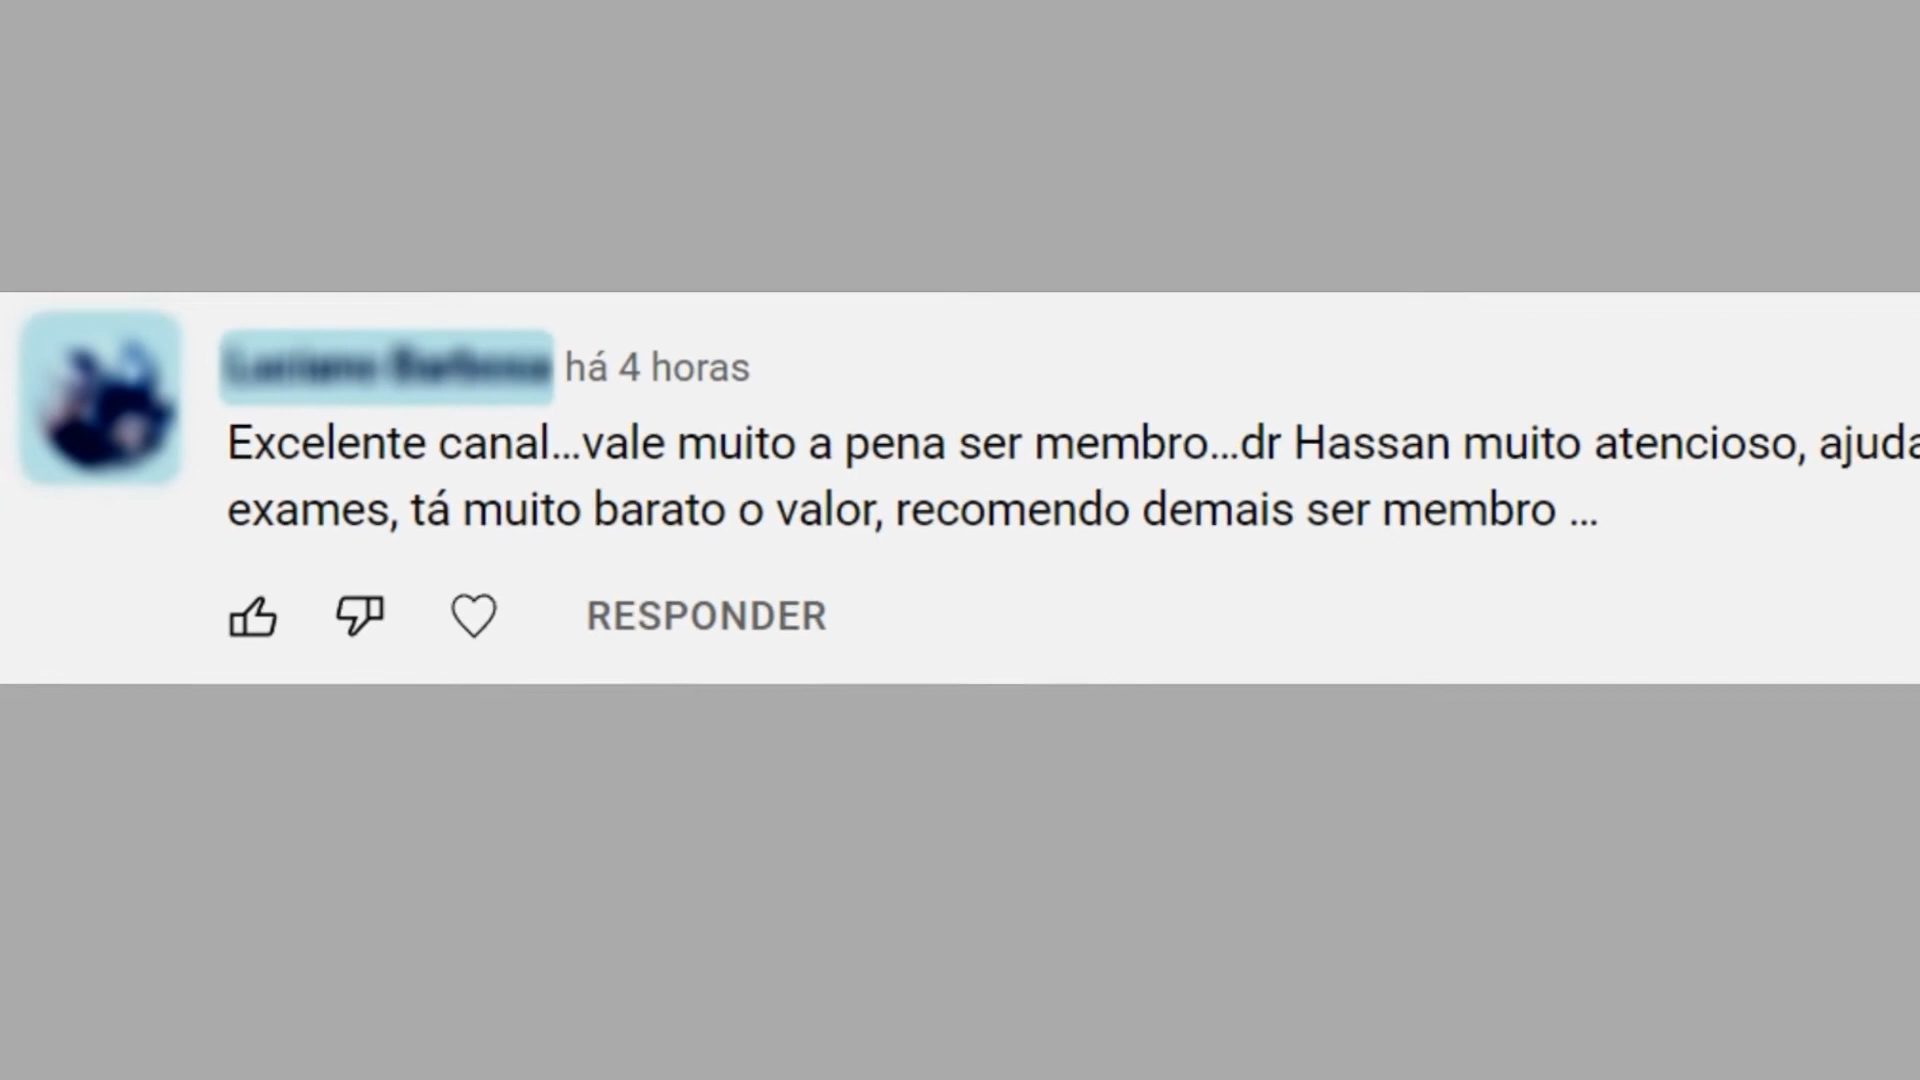 há 4 horas
Excelente canal...vale muito a pena ser membro...dr Hassan muito atencioso, ajuda
exames, tá muito barato o valor, recomendo demais ser membro ...
RESPONDER